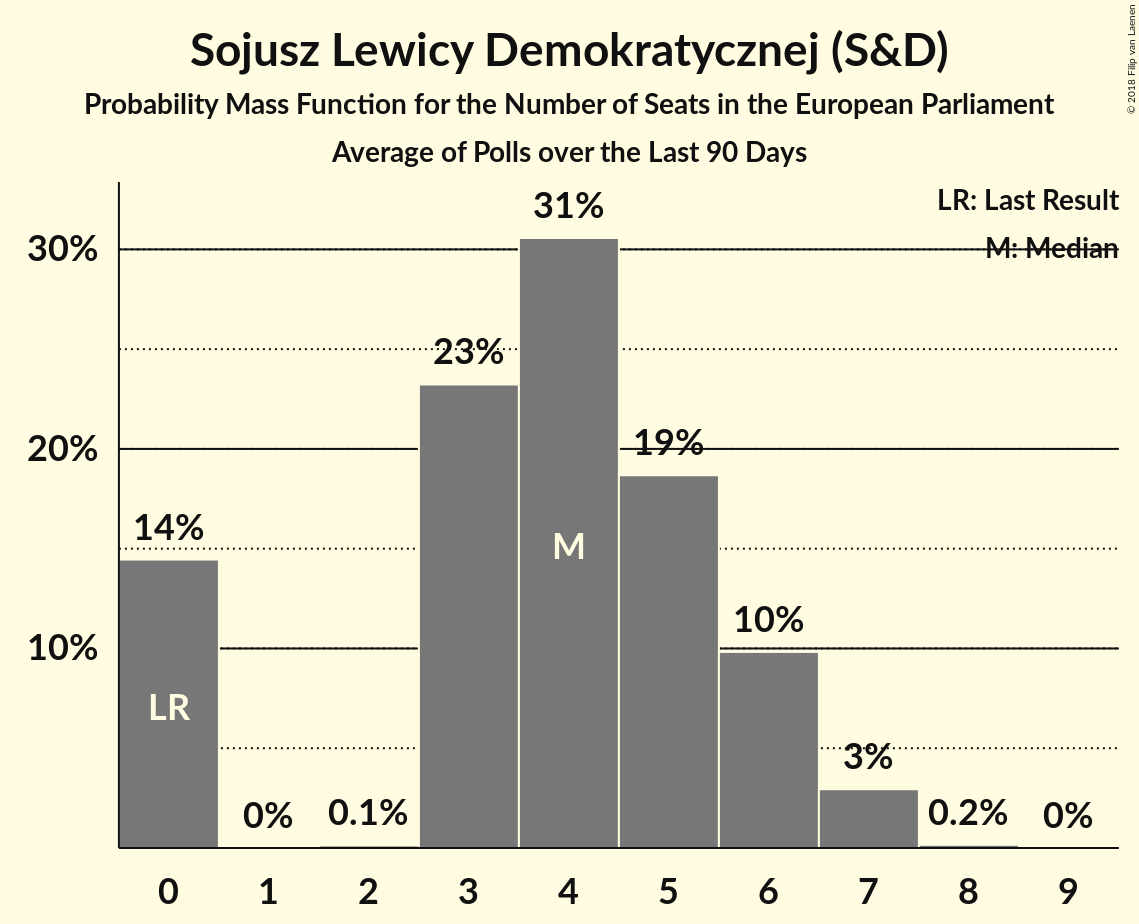 Sojusz Lewicy Demokratycznej (S&D)
Probability Mass Function for the Number of Seats in the European Parliament
Average of Polls over the Last 90 Days
© 2018 Filip van Laenen
LR: Last Result
M: Median
30%
20%
10%
14%
0%
0.1%
23%
31%
19%
10%
3%
0.2%
0%
LR
M
0 1 2 3 4 5 6 7 8 9